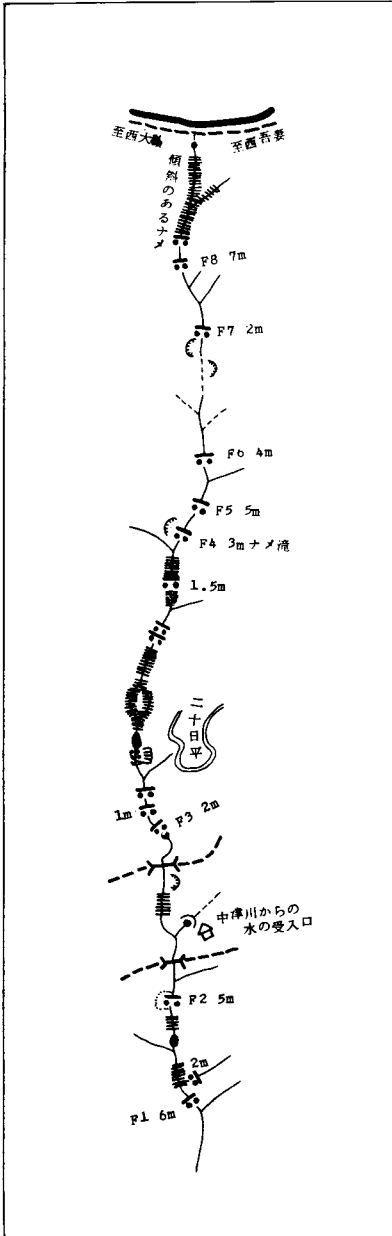 至西大
至西吾妻
傾斜のあるナメ
F8 7m
F7 2m
F6 4m
F5 5m
F4 3mナメ滝
1.5m
二十日平
1m
F3 2m
中津川からの
水の受入口
F2 5m
2m
F1 6m